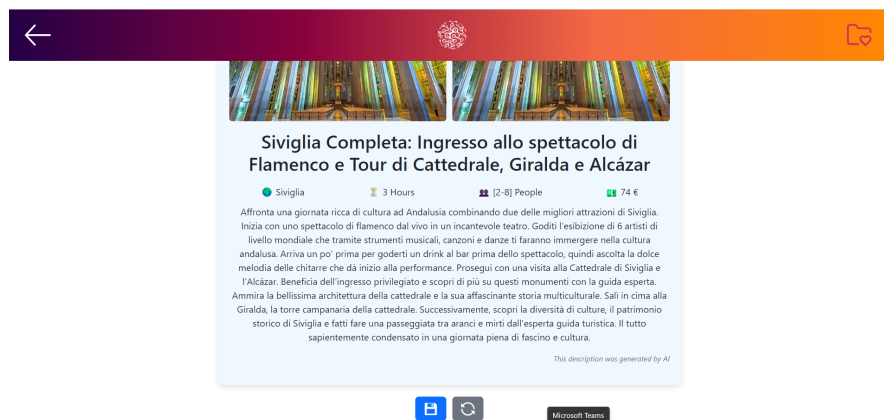 Siviglia Completa: Ingresso allo spettacolo di
Flamenco e Tour di Cattedrale, Giralda e Alcázar
Siviglia
3 Hours
[2-8] People
74 €
Affronta una giornata ricca di cultura ad Andalusia combinando due delle migliori attrazioni di Siviglia.
Inizia con uno spettacolo di flamenco dal vivo in un incantevole teatro. Goditi l'esibizione di 6 artisti di
livello mondiale che tramite strumenti musicali, canzoni e danze ti faranno immergere nella cultura
andalusa. Arriva un po' prima per goderti un drink al bar prima dello spettacolo, quindi ascolta la dolce
melodia delle chitarre che dà inizio alla performance. Prosegui con una visita alla Cattedrale di Siviglia e
l'Alcázar. Beneficia dell'ingresso privilegiato e scopri di più su questi monumenti con la guida esperta.
Ammira la bellissima architettura della cattedrale e la sua affascinante storia multiculturale. Sali in cima alla
Giralda, la torre campanaria della cattedrale. Successivamente, scopri la diversità di culture, il patrimonio
storico di Siviglia e fatti fare una passeggiata tra aranci e mirti dall'esperta guida turistica. Il tutto
sapientemente condensato in una giornata piena di fascino e cultura.
This description was generated by AI
Microsoft Teams